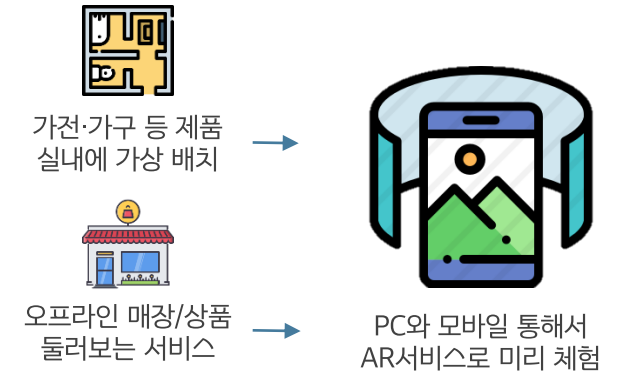 가전·가구 등 제품
실내에 가상 배치
오프라인 매장/상품
둘러보는 서비스
PC와 모바일 통해서
AR서비스로 미리 체험